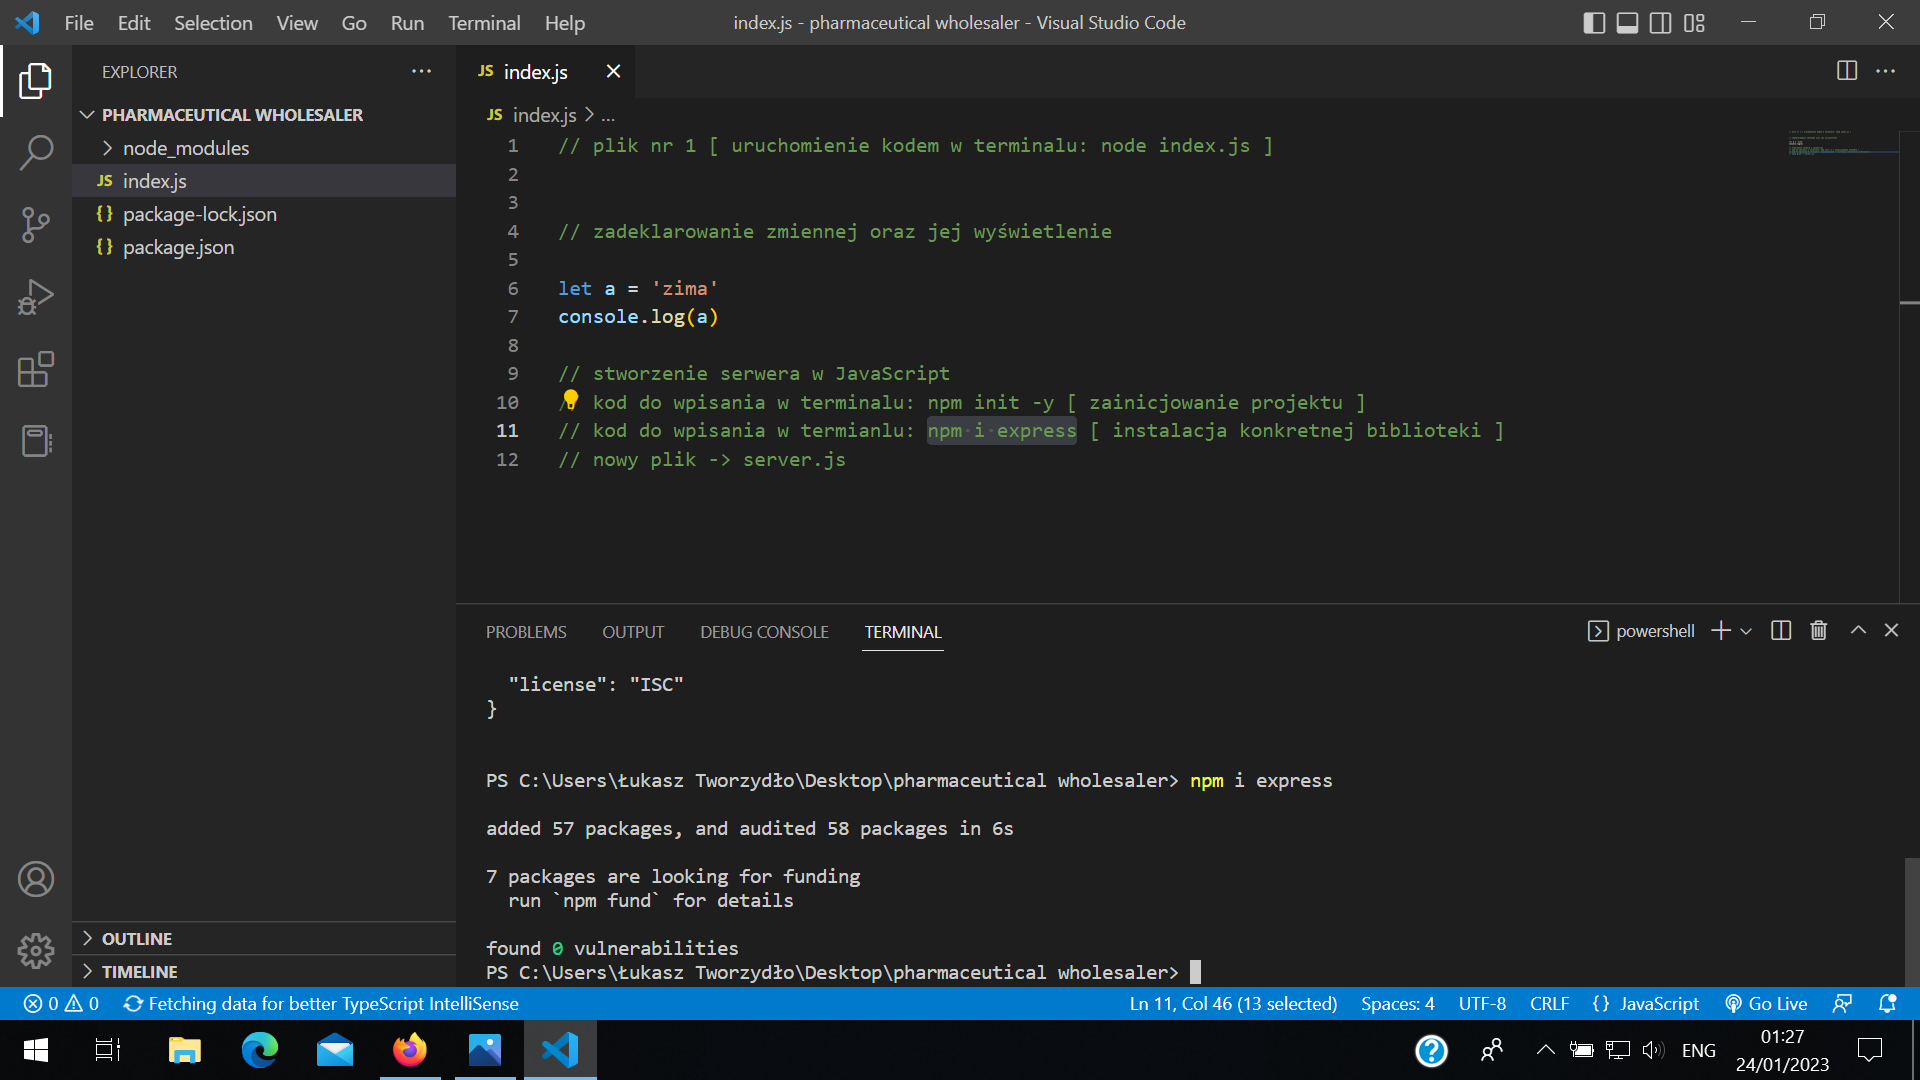 File Edit Selection View Go Run Terminal Help
index.js - pharmaceutical wholesaler - Visual Studio Code
EXPLORER
PHARMACEUTICAL WHOLESALER
node_modules
JS index.js
{} package-lock.json
{} package.json
OUTLINE
TIMELINE
JS index.js
JS index.js > ...
1 // plik nr 1 [ uruchomienie kodem w terminalu: node index.js ]
2
3
4 // zadeklarowanie zmiennej oraz jej wyświetlenie
5
6 let a = 'zima'
7 console.log(a)
8
9 // stworzenie serwera w JavaScript
10 // kod do wpisania w terminalu: npm init -y [ zainicjowanie projektu ]
11 // kod do wpisania w termianlu: npm i express [ instalacja konkretnej biblioteki ]
12 // nowy plik -> server.js
PROBLEMS OUTPUT DEBUG CONSOLE TERMINAL
powershell
"license": "ISC"
}
PS C:\Users\Łukasz Tworzydło\Desktop\pharmaceutical wholesaler> npm i express
added 57 packages, and audited 58 packages in 6s
7 packages are looking for funding
run `npm fund` for details
found 0 vulnerabilities
PS C:\Users\Łukasz Tworzydło\Desktop\pharmaceutical wholesaler>
0 0 Fetching data for better TypeScript IntelliSense
Ln 11, Col 46 (13 selected) Spaces: 4 UTF-8 CRLF {} JavaScript Go Live
ENG
01:27
24/01/2023